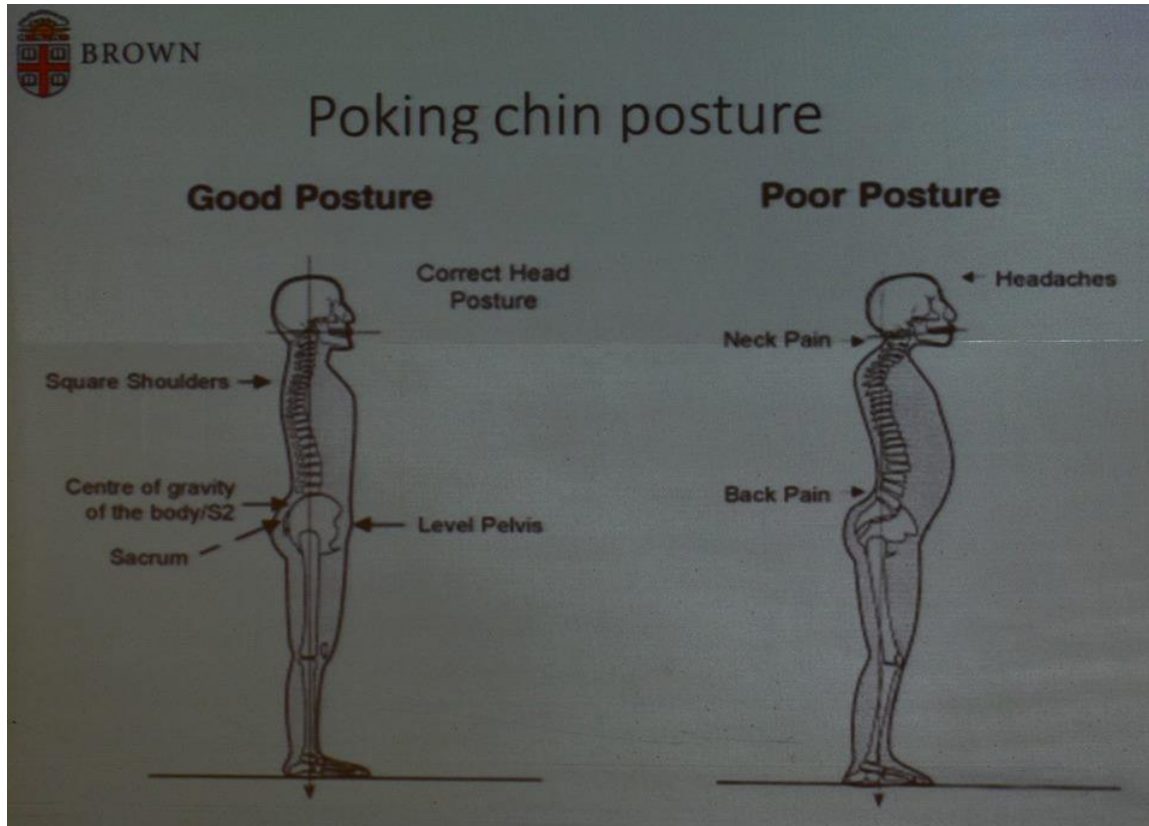 BROWN
Poking chin posture
Good Posture
Correct Head
Posture
Square Shoulders
Centre of gravity
of the body/S2
Sacrum
Level Pelvis
Poor Posture
Headaches
Neck Pain
Back Pain